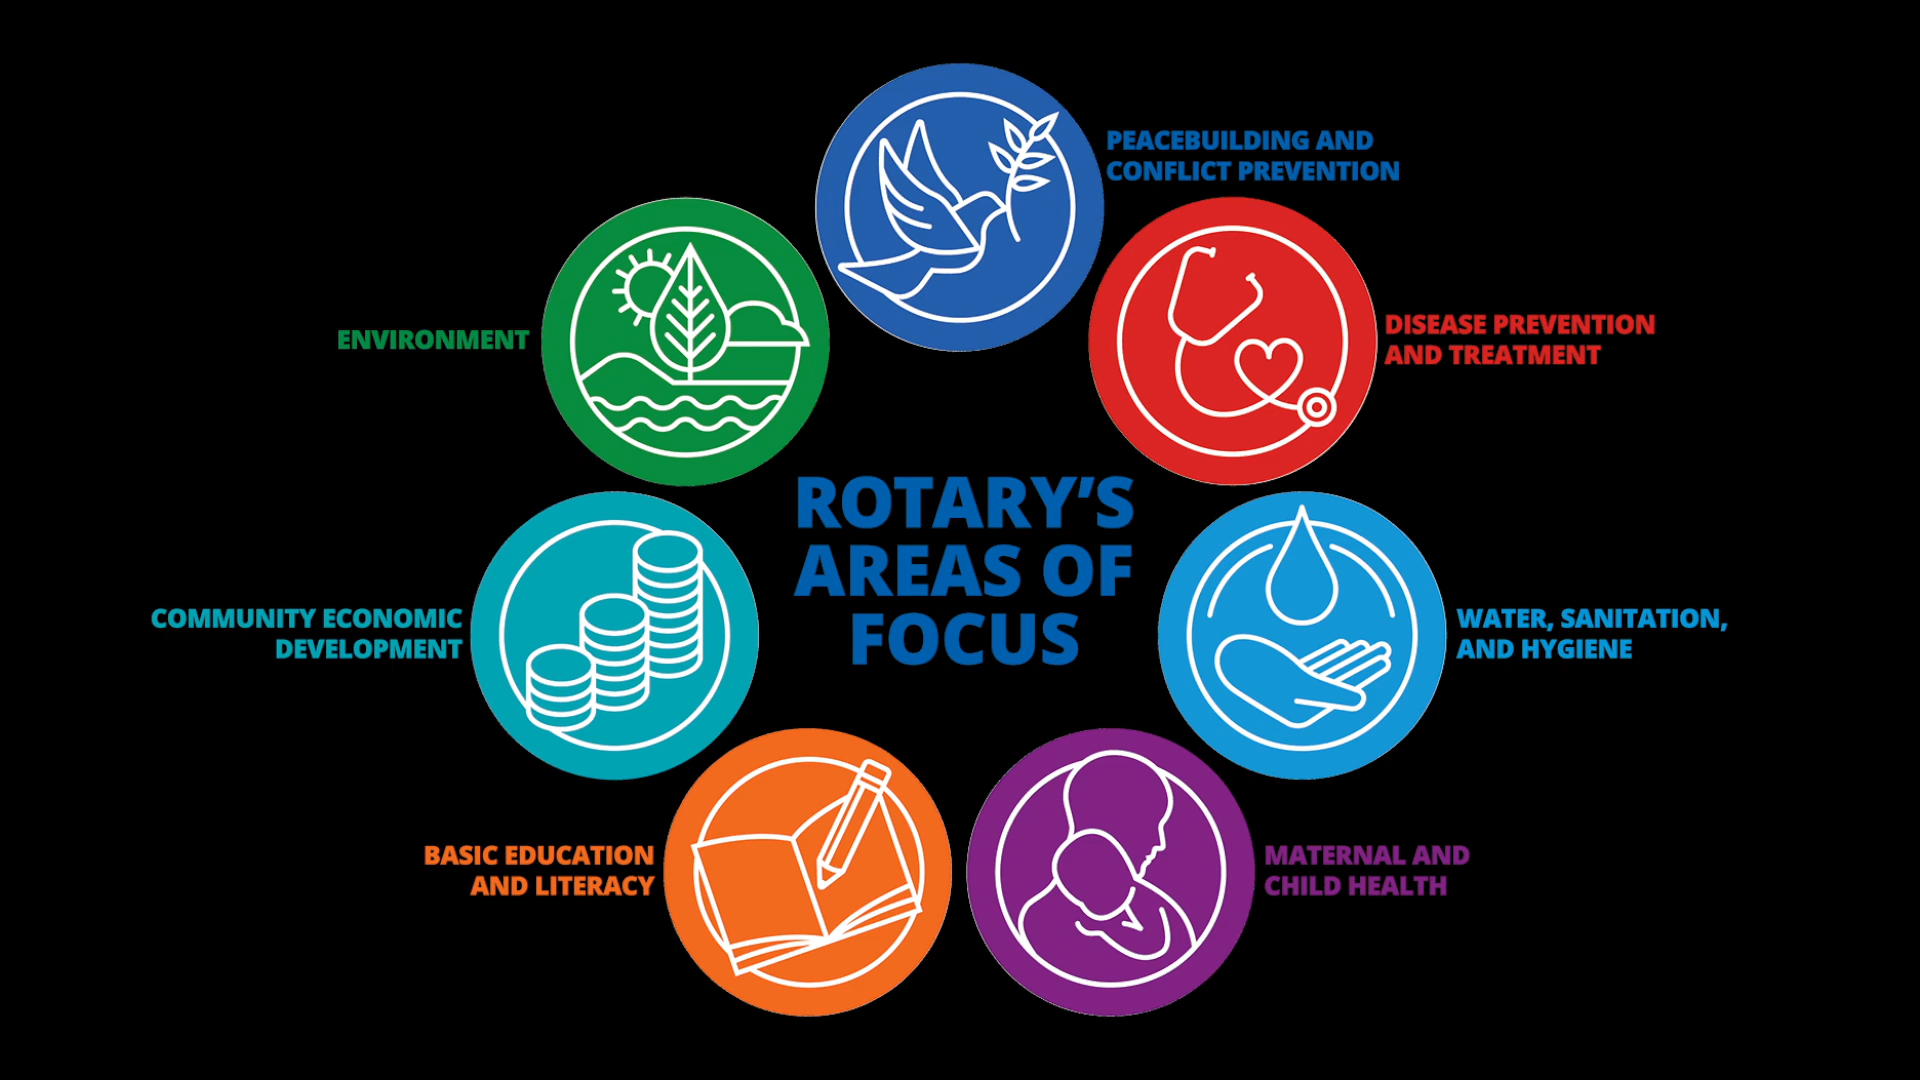 PEACEBUILDING AND
CONFLICT PREVENTION
DISEASE PREVENTION
AND TREATMENT
ENVIRONMENT
ROTARY’S
AREAS OF
FOCUS
COMMUNITY ECONOMIC
DEVELOPMENT
WATER, SANITATION,
AND HYGIENE
BASIC EDUCATION
AND LITERACY
MATERNAL AND
CHILD HEALTH